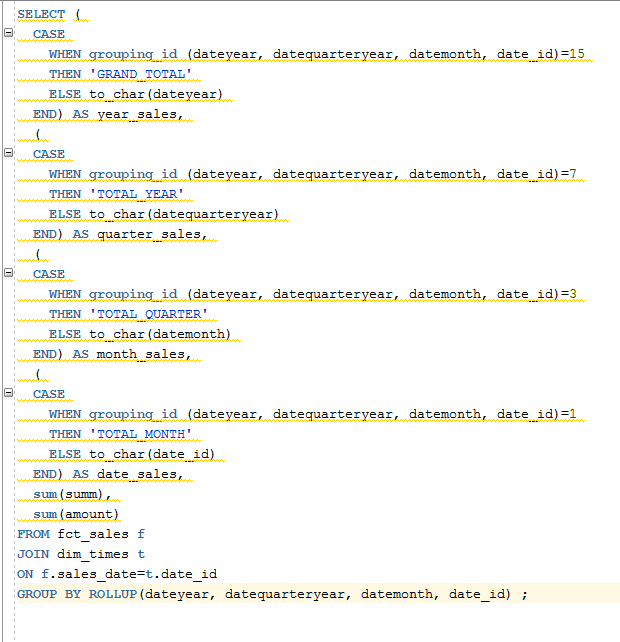 SELECT (
CASE
WHEN grouping_id (dateyear, datequarteryear, datemonth, date_id)=15
THEN 'GRAND_TOTAL'
ELSE to_char(dateyear)
END) AS year_sales,
(
CASE
WHEN grouping_id (dateyear, datequarteryear, datemonth, date_id)=7
THEN 'TOTAL_YEAR'
ELSE to_char(datequarteryear)
END) AS quarter_sales,
(
CASE
WHEN grouping_id (dateyear, datequarteryear, datemonth, date_id)=3
THEN 'TOTAL_QUARTER'
ELSE to_char(datemonth)
END) AS month_sales,
(
CASE
WHEN grouping_id (dateyear, datequarteryear, datemonth, date_id)=1
THEN 'TOTAL_MONTH'
ELSE to_char(date_id)
END) AS date_sales,
sum(summ),
sum(amount)
FROM fct_sales f
JOIN dim_times t
ON f.sales_date=t.date_id
GROUP BY ROLLUP(dateyear, datequarteryear, datemonth, date_id) ;